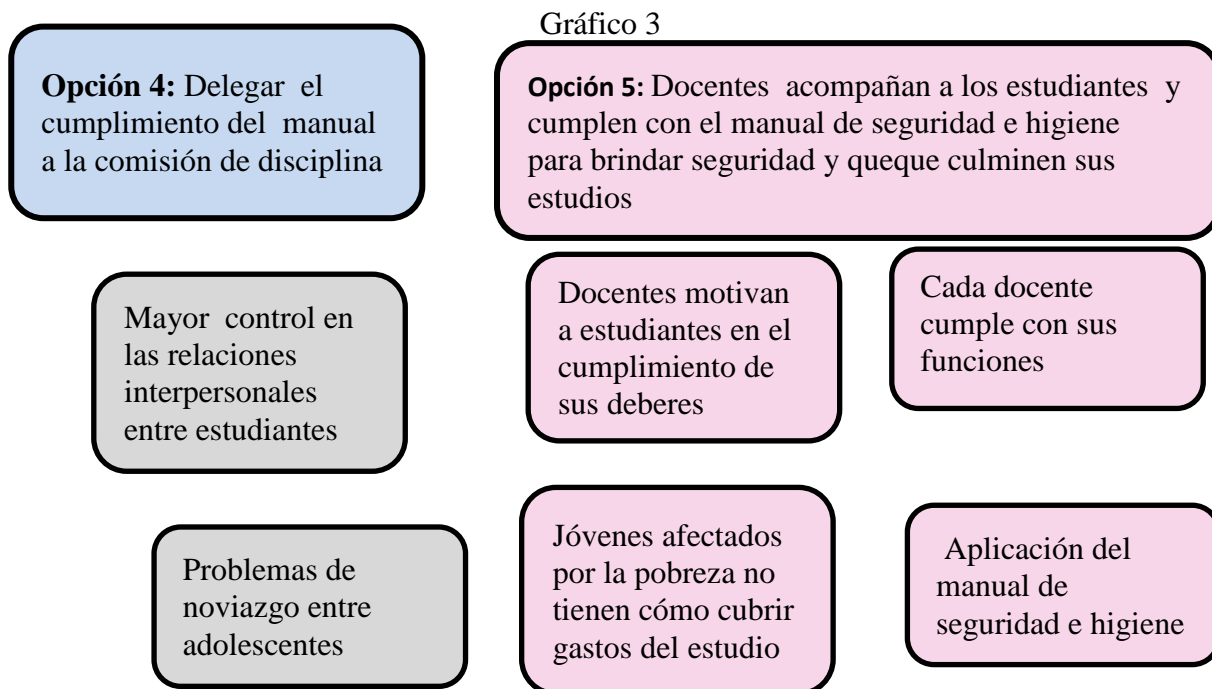 Gráfico 3
Opción 4: Delegar el
cumplimiento del manual
a la comisión de disciplina
Opción 5: Docentes acompañan a los estudiantes y
cumplen con el manual de seguridad e higiene
para brindar seguridad y queque culminen sus
estudios
Mayor control en
las relaciones
interpersonales
entre estudiantes
Docentes motivan
a estudiantes en el
cumplimiento de
sus deberes
Cada docente
cumple con sus
funciones
Problemas de
noviazgo entre
adolescentes
Jóvenes afectados
por la pobreza no
tienen cómo cubrir
gastos del estudio
Aplicación del
manual de
seguridad e higiene